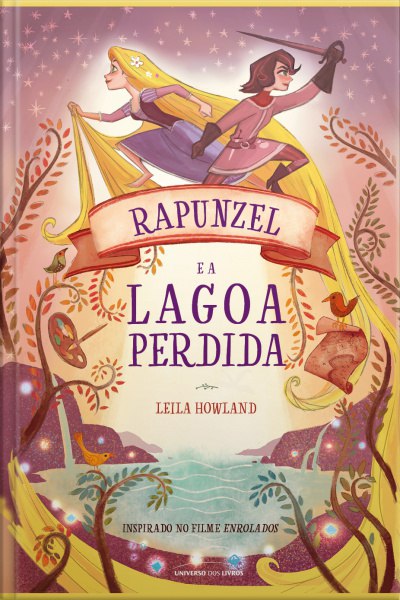 RAPUNZEL
E A
LAGOA
PERDIDA
LEILA HOWLAND
INSPIRADO NO FILME ENROLADOS
UNIVERSO DOS LIVROS